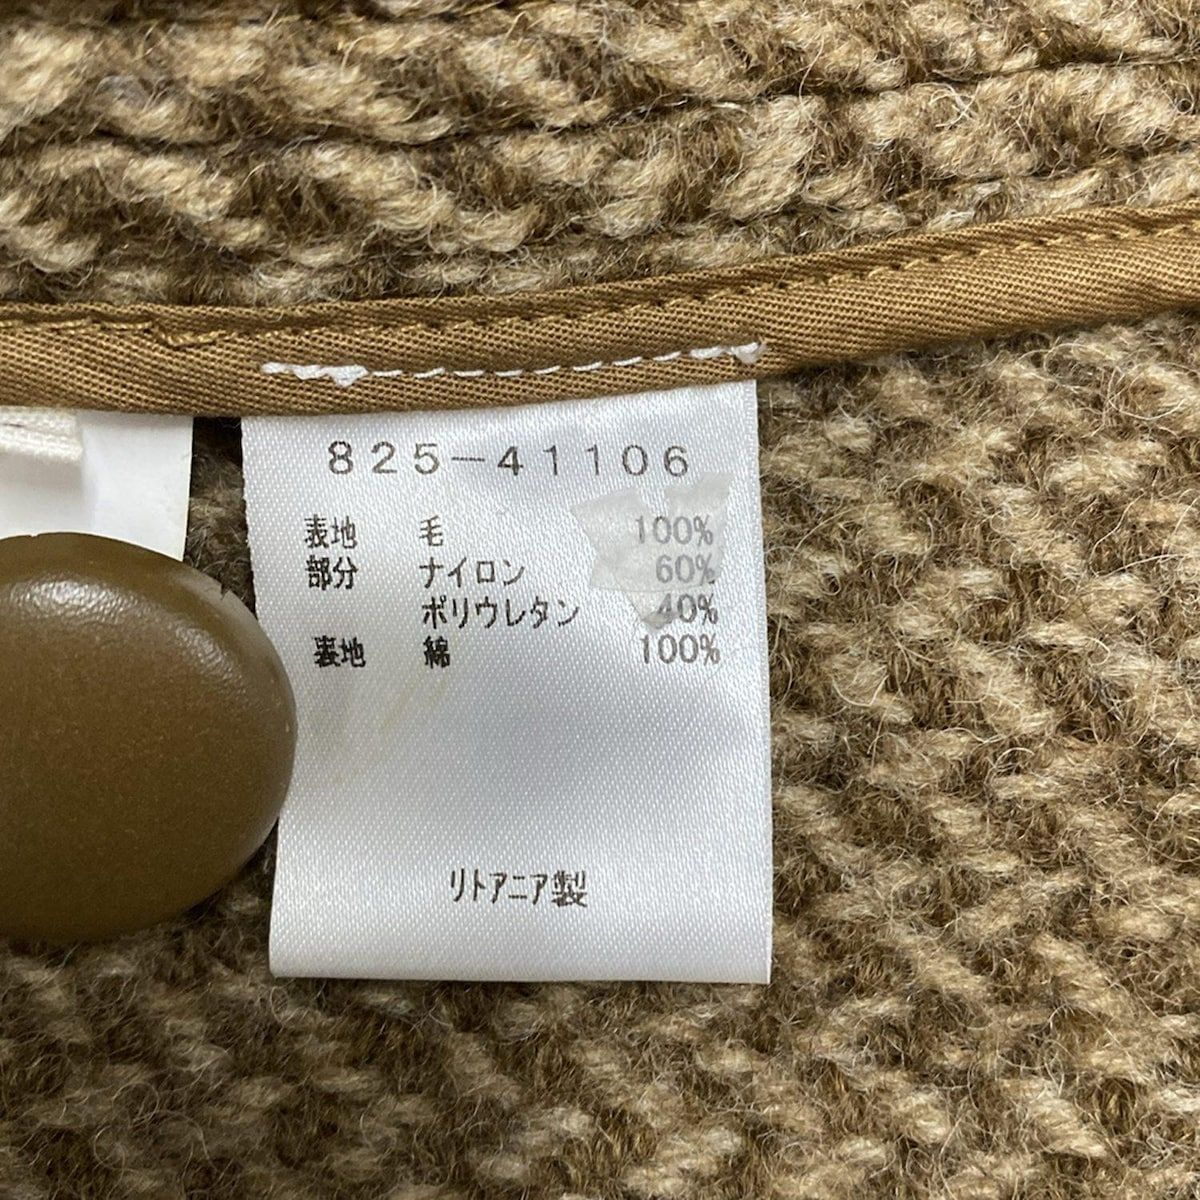 825-41106
表地 毛 100%
部分 ナイロン 60%
ポリウレタン 40%
裏地 綿 100%
リトアニア製